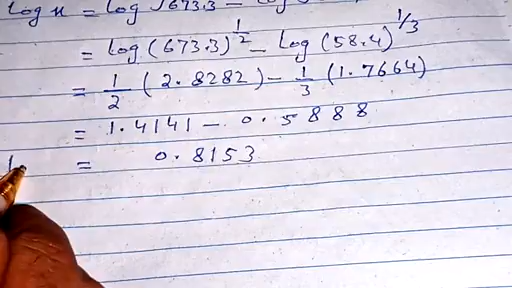 log x = log √673.3 - log
= log (673.3)^1/2 - log (58.4)^1/3
= 1/2 (2.8282) - 1/3 (1.7664)
= 1.4141 - 0.5888
= 0.8153